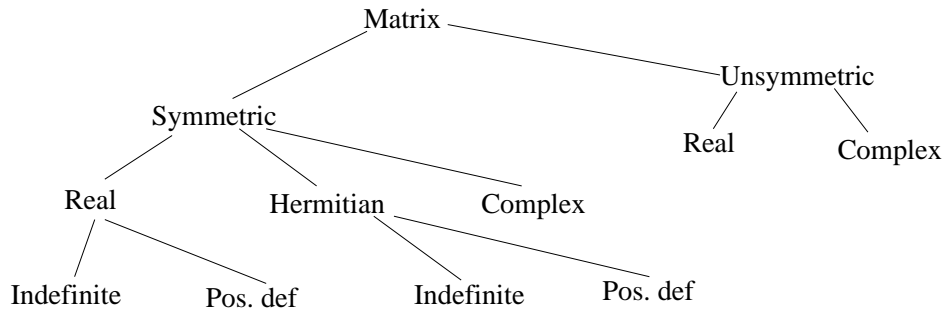 Matrix
Unsymmetric
Symmetric
Real
Complex
Real
Hermitian
Complex
Indefinite
Pos. def
Indefinite
Pos. def